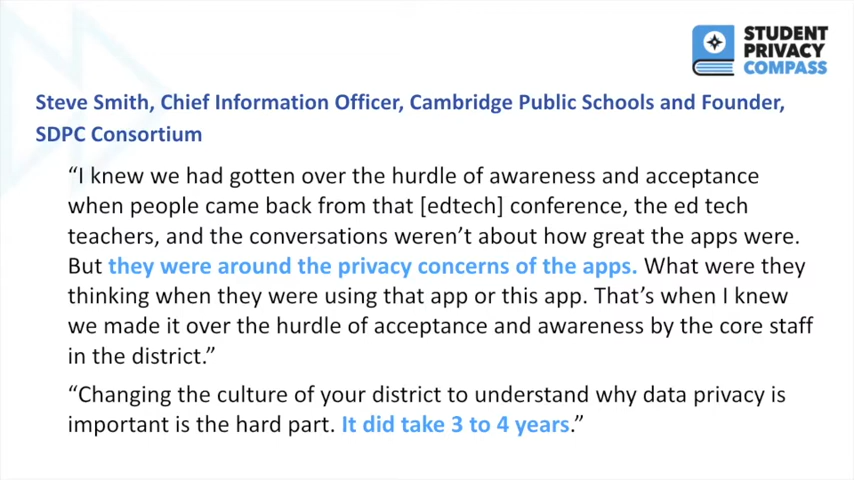 STUDENT
PRIVACY
COMPASS
Steve Smith, Chief Information Officer, Cambridge Public Schools and Founder,
SDPC Consortium
“I knew we had gotten over the hurdle of awareness and acceptance
when people came back from that [edtech] conference, the ed tech
teachers, and the conversations weren’t about how great the apps were.
But they were around the privacy concerns of the apps. What were they
thinking when they were using that app or this app. That’s when I knew
we made it over the hurdle of acceptance and awareness by the core staff
in the district.”
“Changing the culture of your district to understand why data privacy is
important is the hard part. It did take 3 to 4 years.”